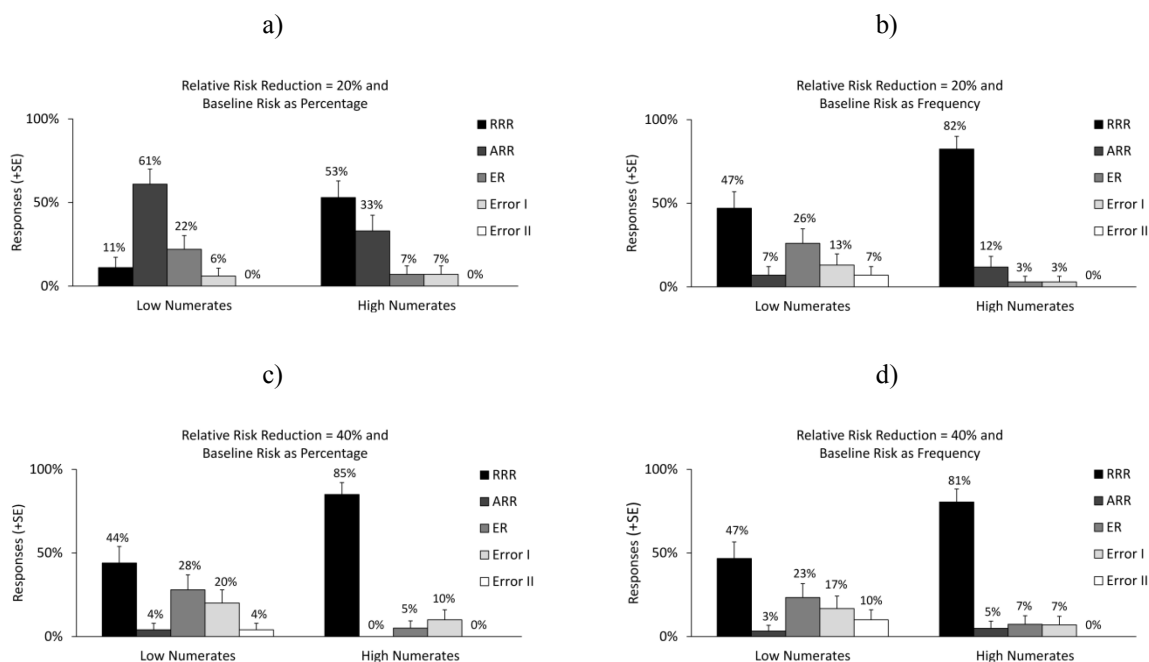 a)
Relative Risk Reduction = 20% and
Baseline Risk as Percentage
Responses (+SE)
100%
50%
0%
11%
61%
22%
6%
0%
53%
33%
7%
7%
0%
Low Numerates
High Numerates
RRR
ARR
ER
Error I
Error II
b)
Relative Risk Reduction = 20% and
Baseline Risk as Frequency
Responses (+SE)
100%
50%
0%
47%
7%
26%
13%
7%
82%
12%
3%
3%
0%
Low Numerates
High Numerates
RRR
ARR
ER
Error I
Error II
c)
Relative Risk Reduction = 40% and
Baseline Risk as Percentage
Responses (+SE)
100%
50%
0%
44%
4%
28%
20%
4%
85%
0%
5%
10%
0%
Low Numerates
High Numerates
RRR
ARR
ER
Error I
Error II
d)
Relative Risk Reduction = 40% and
Baseline Risk as Frequency
Responses (+SE)
100%
50%
0%
47%
3%
23%
17%
10%
81%
5%
7%
7%
0%
Low Numerates
High Numerates
RRR
ARR
ER
Error I
Error II